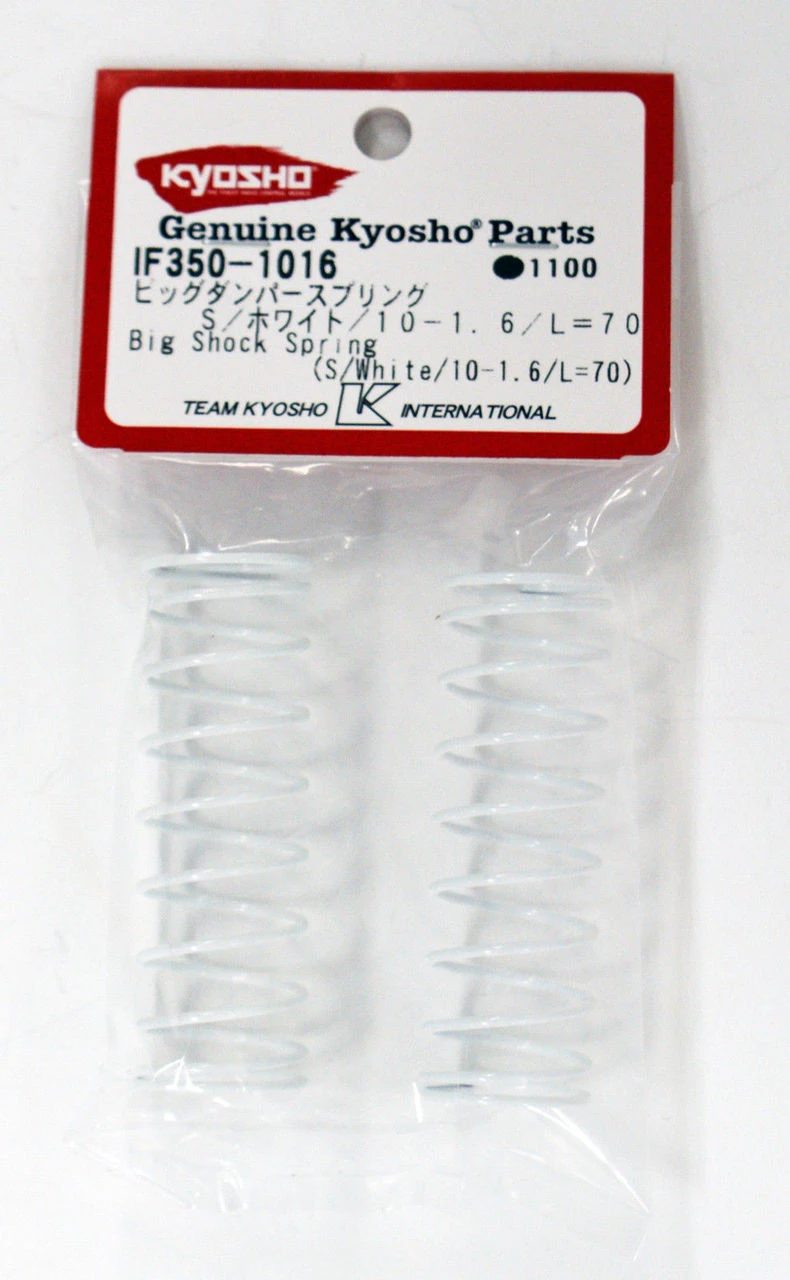 KYOSHO
Genuine Kyosho® Parts
IF350-1016 ●1100
ビッグダンパースプリング
S/ホワイト/10-1.6/L=70
Big Shock Spring
(S/White/10-1.6/L=70)
TEAM KYOSHO K INTERNATIONAL